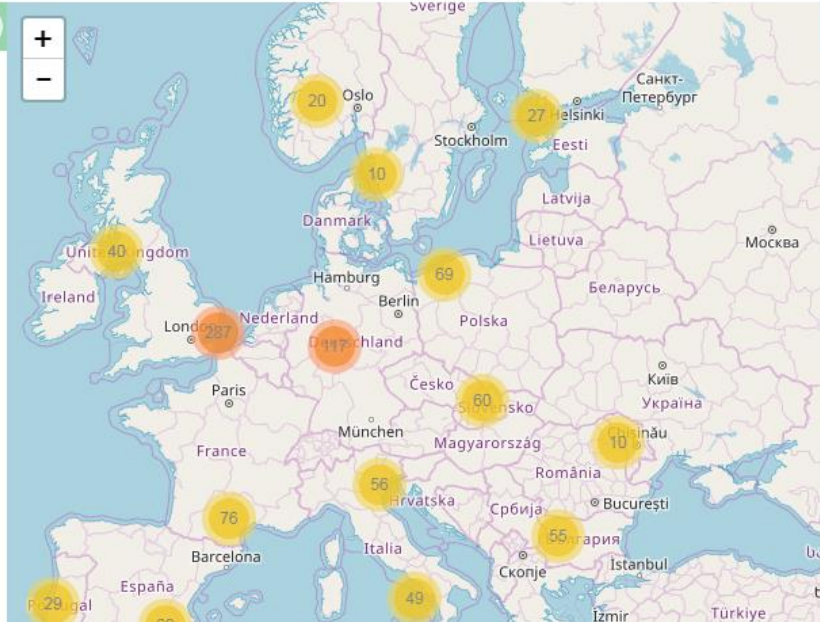 Sverige
+
−
20
Oslo
Санкт-
Петербург
27
Helsinki
Stockholm
Eesti
10
Latvija
Danmark
Москва
Lietuva
40
United Kingdom
69
Hamburg
Беларусь
Ireland
Berlin
Nederland
Polska
London
287
117
Deutschland
Київ
Česko
Paris
60
Slovensko
Україна
München
Chișinău
10
Magyarország
France
România
56
Hrvatska
București
Србија
76
55
България
Italia
Barcelona
Скопје
İstanbul
España
29
Portugal
49
İzmir
Türkiye